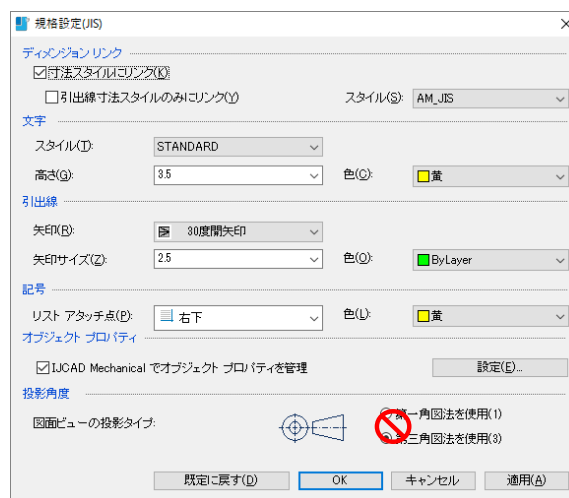 規格設定(JIS)
ディメンジョン リンク
寸法スタイルにリンク(K)
引出線寸法スタイルのみにリンク(Y) スタイル(S): AM_JIS
文字
スタイル(T): STANDARD
高さ(G): 3.5 色(C): 黄
引出線
矢印(R): 30度開矢印
矢印サイズ(Z): 2.5 色(O): ByLayer
記号
リスト アタッチ点(P): 右下 色(L): 黄
オブジェクト プロパティ
IJCAD Mechanical でオブジェクト プロパティを管理 設定(E)...
投影角度
図面ビューの投影タイプ: 第一角図法を使用(1)
第三角図法を使用(3)
既定に戻す(D) OK キャンセル 適用(A)